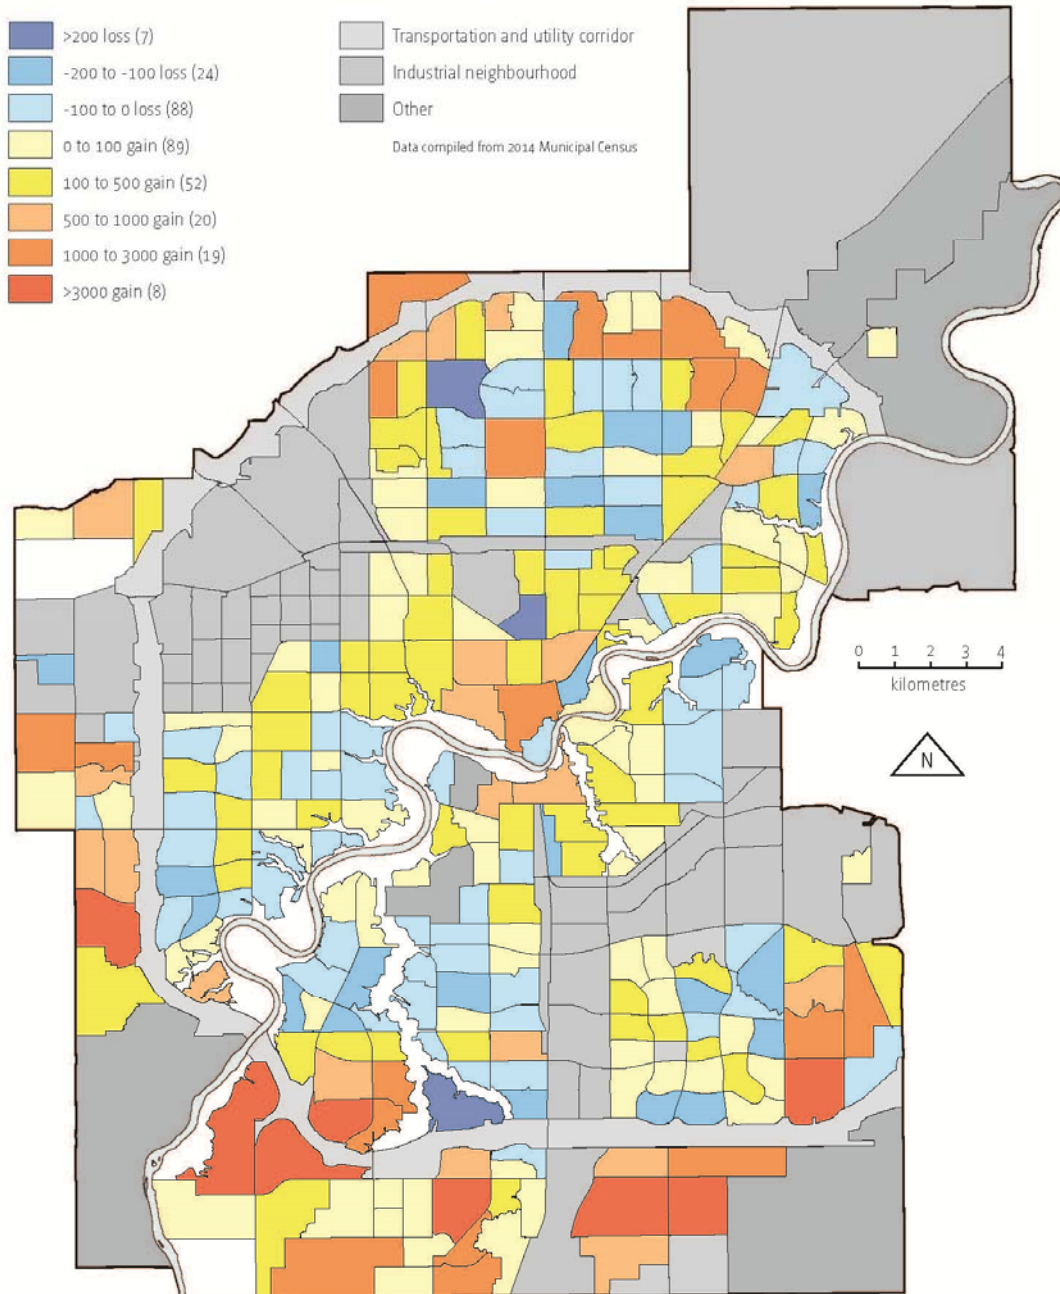 >200 loss (7)
-200 to -100 loss (24)
-100 to 0 loss (88)
0 to 100 gain (89)
100 to 500 gain (52)
500 to 1000 gain (20)
1000 to 3000 gain (19)
>3000 gain (8)
Transportation and utility corridor
Industrial neighbourhood
Other
Data compiled from 2014 Municipal Census
0 1 2 3 4
kilometres
N